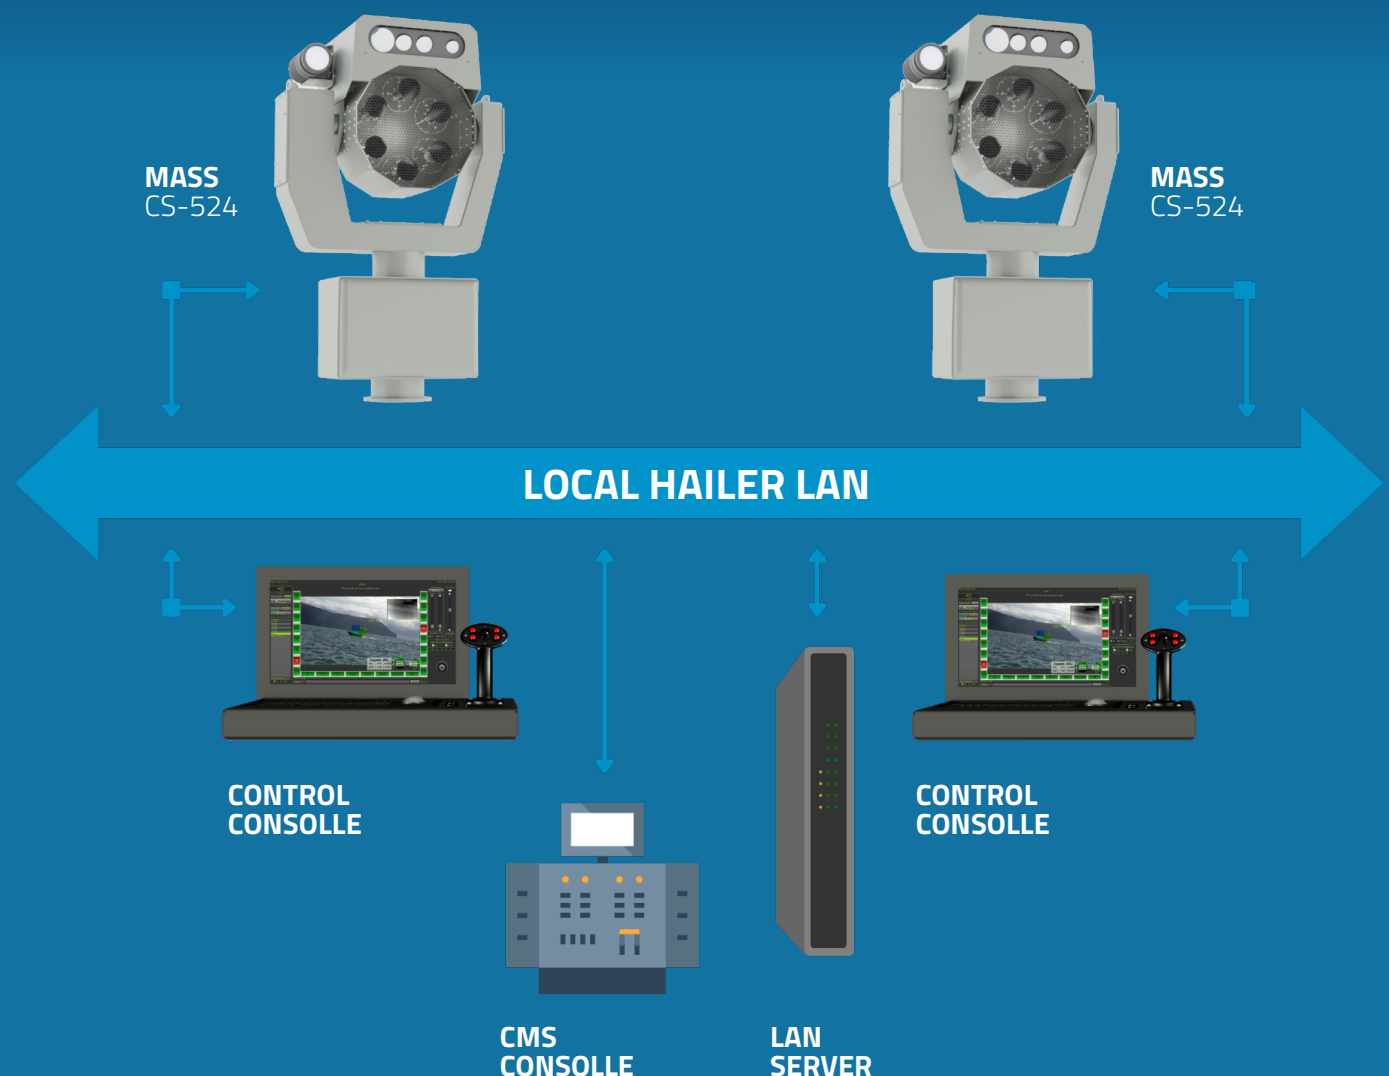 MASS
CS-524
MASS
CS-524
LOCAL HAILER LAN
CONTROL
CONSOLLE
CONTROL
CONSOLLE
CMS
CONSOLLE
LAN
SERVER